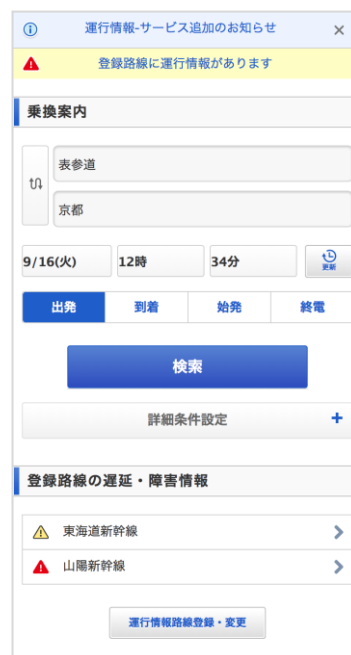 運行情報-サービス追加のお知らせ
登録路線に運行情報があります
乗換案内
表参道
京都
9/16(火) 12時 34分 更新
出発 到着 始発 終電
検索
詳細条件設定 +
登録路線の遅延・障害情報
東海道新幹線
山陽新幹線
運行情報路線登録・変更